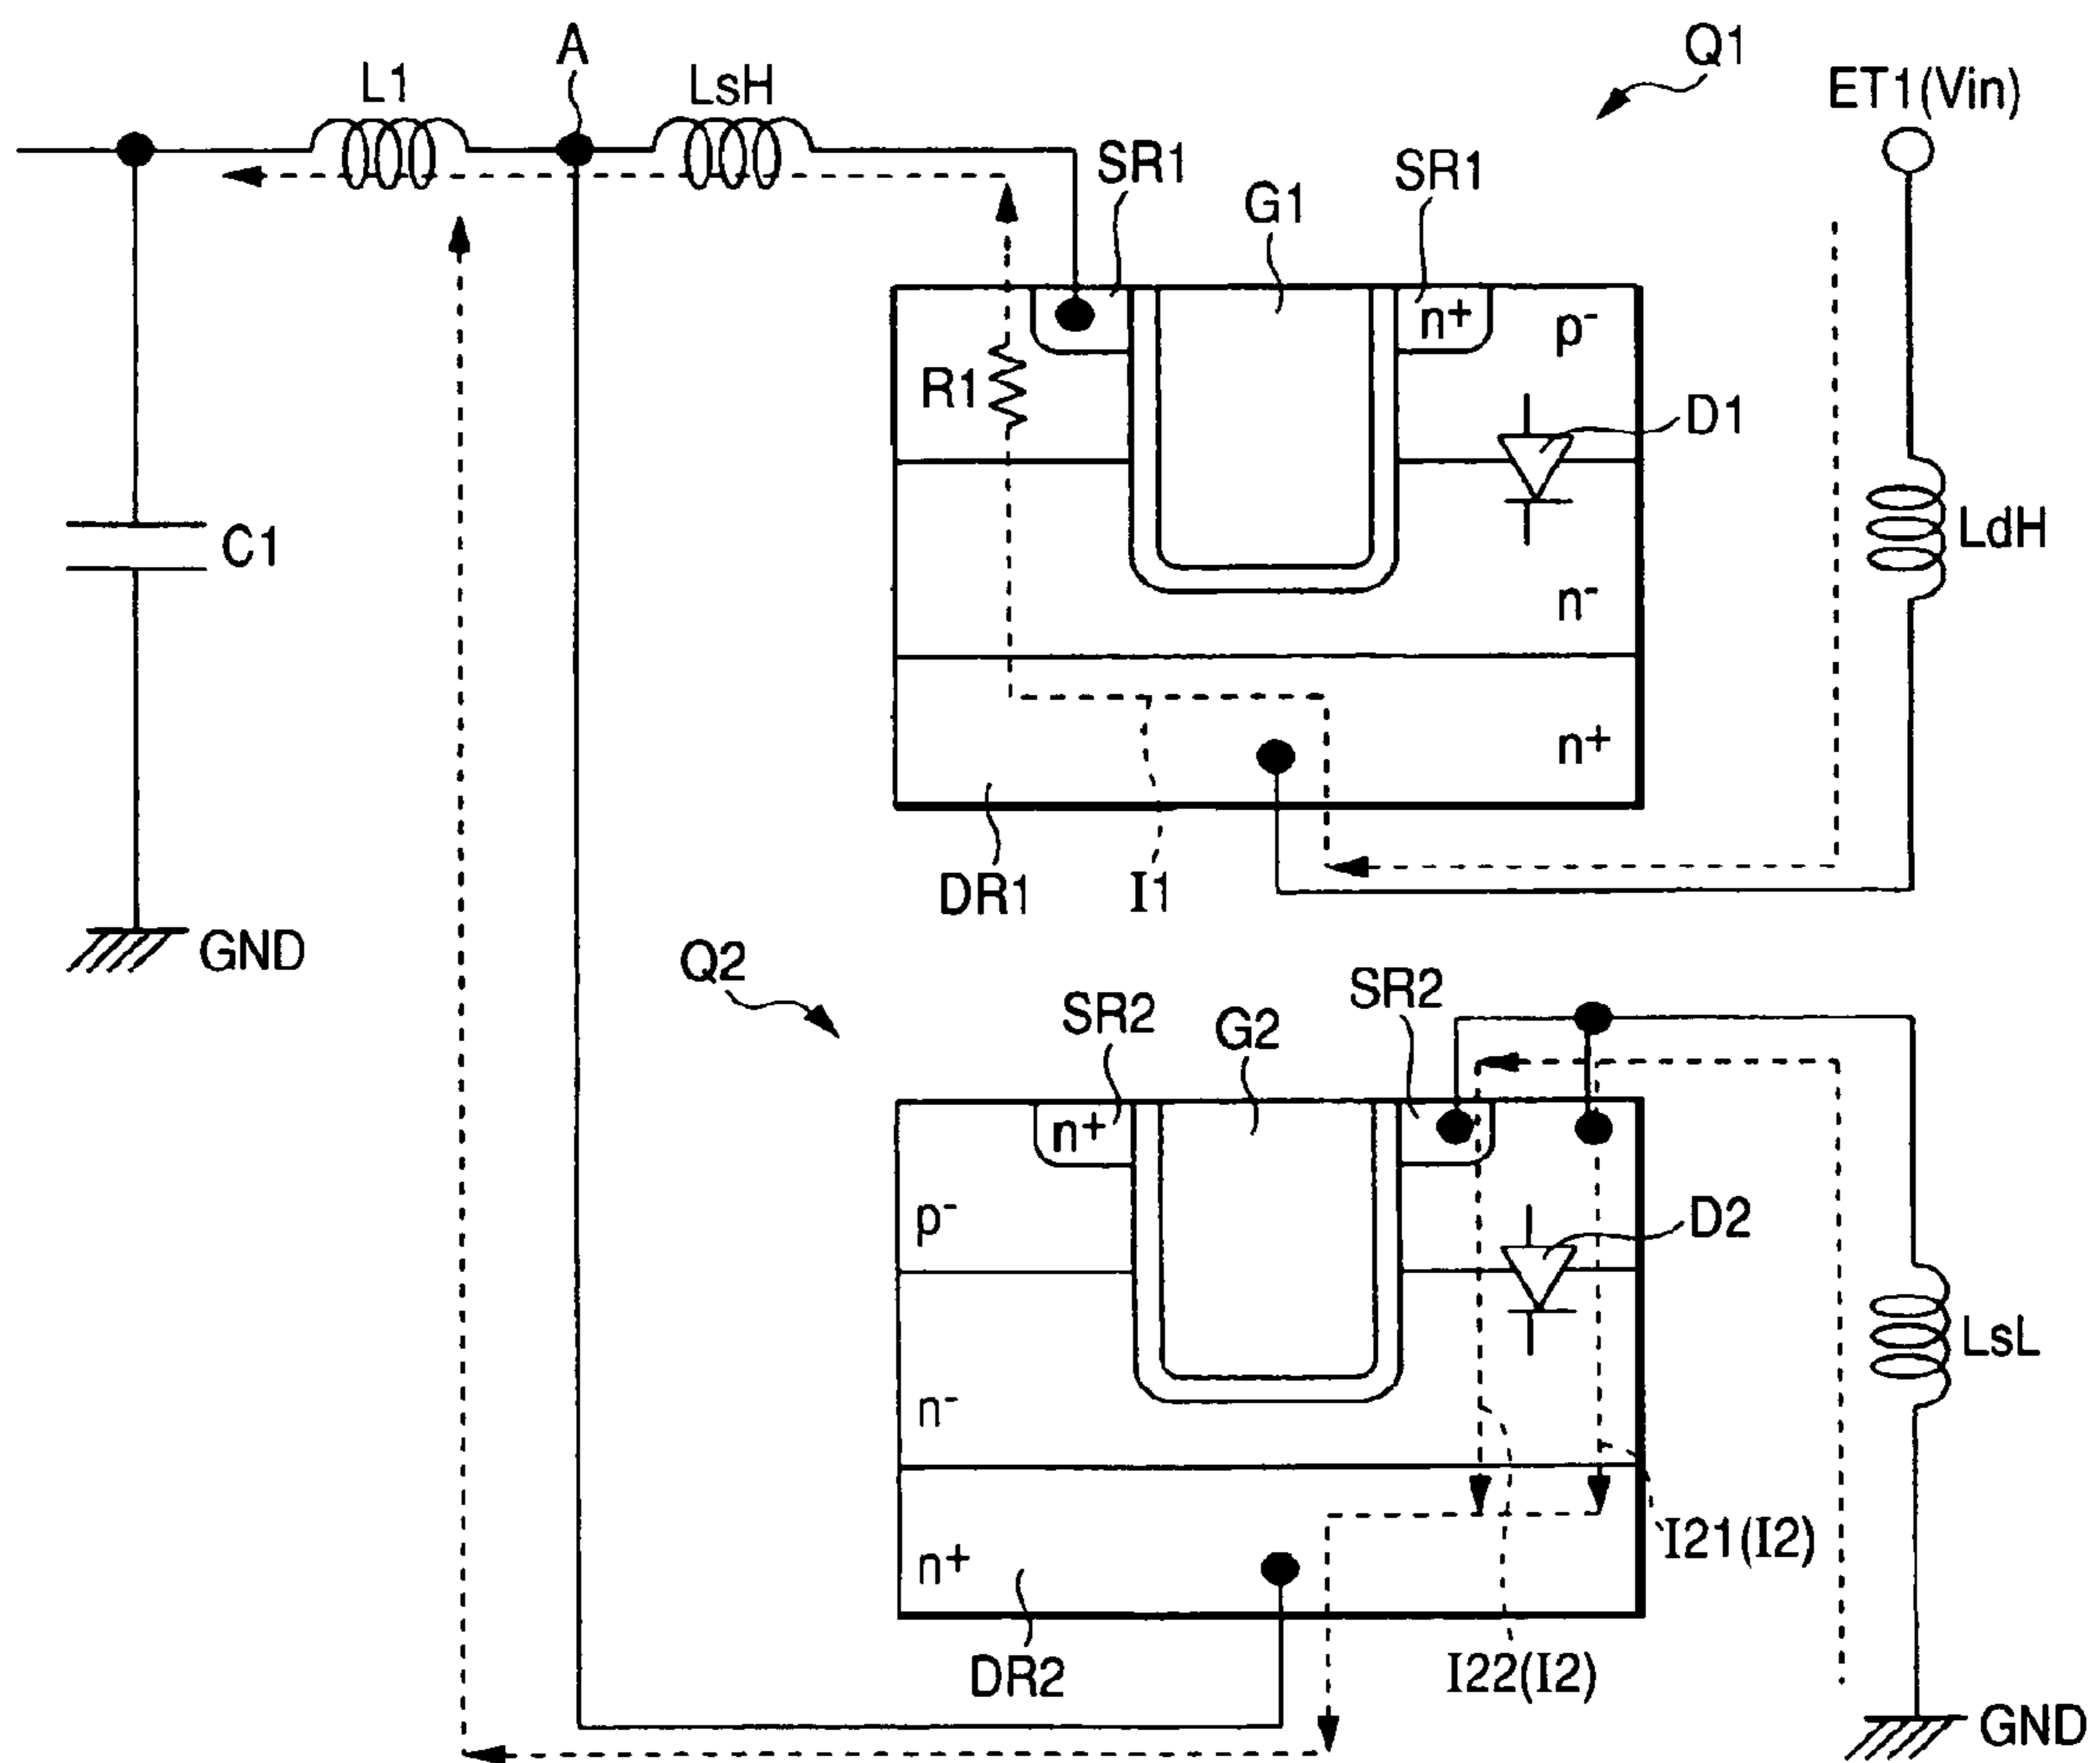 A
Q1
L1
LsH
ET1(Vin)
SR1
SR1
G1
n+
p-
R1
D1
C1
LdH
n-
n+
DR1
I1
GND
Q2
SR2
G2
SR2
n+
p-
D2
LsL
n-
n+
I21(I2)
DR2
I22(I2)
GND